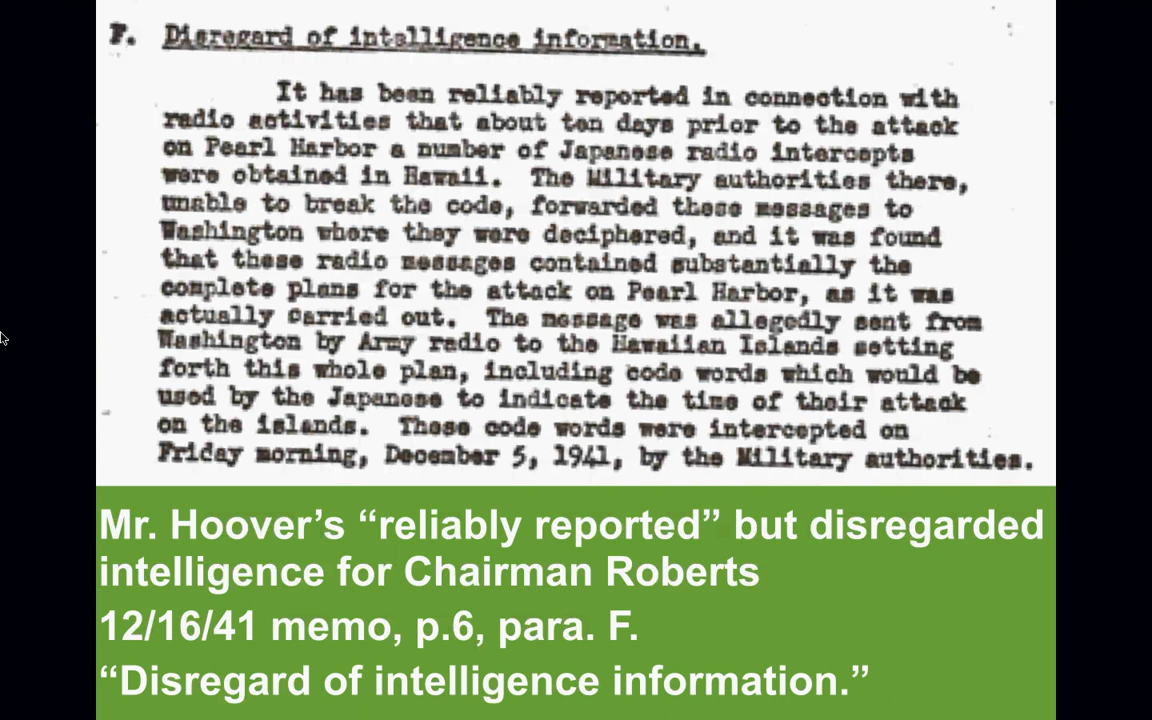 F. Disregard of intelligence information.
It has been reliably reported in connection with
radio activities that about ten days prior to the attack
on Pearl Harbor a number of Japanese radio intercepts
were obtained in Hawaii. The Military authorities there,
unable to break the code, forwarded these messages to
Washington where they were deciphered, and it was found
that these radio messages contained substantially the
complete plans for the attack on Pearl Harbor, as it was
actually carried out. The message was allegedly sent from
Washington by Army radio to the Hawaiian Islands setting
forth this whole plan, including code words which would be
used by the Japanese to indicate the time of their attack
on the islands. These code words were intercepted on
Friday morning, December 5, 1941, by the Military authorities.
Mr. Hoover’s “reliably reported” but disregarded
intelligence for Chairman Roberts
12/16/41 memo, p.6, para. F.
“Disregard of intelligence information.”